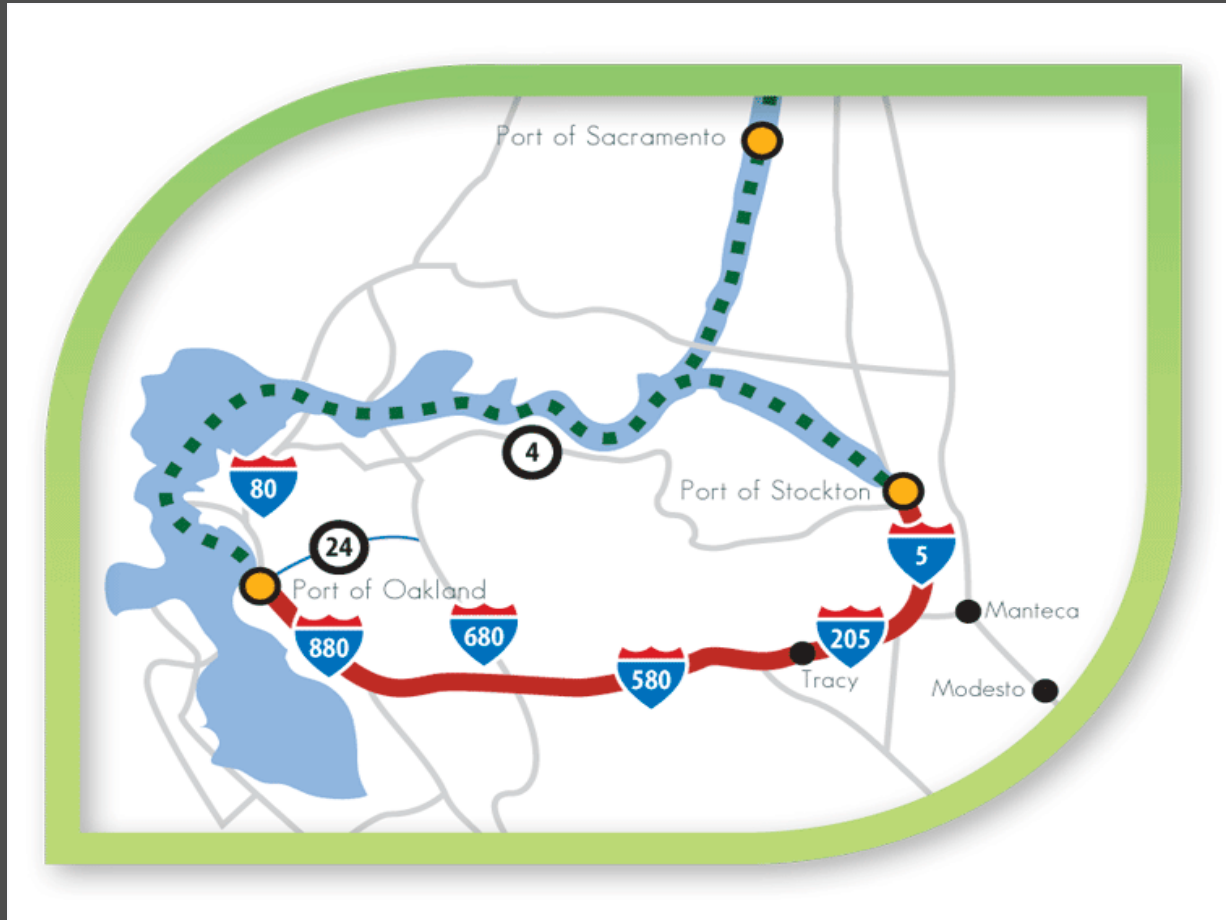 Port of Sacramento
4
80
Port of Stockton
24
5
Port of Oakland
Manteca
680
205
880
580
Tracy
Modesto